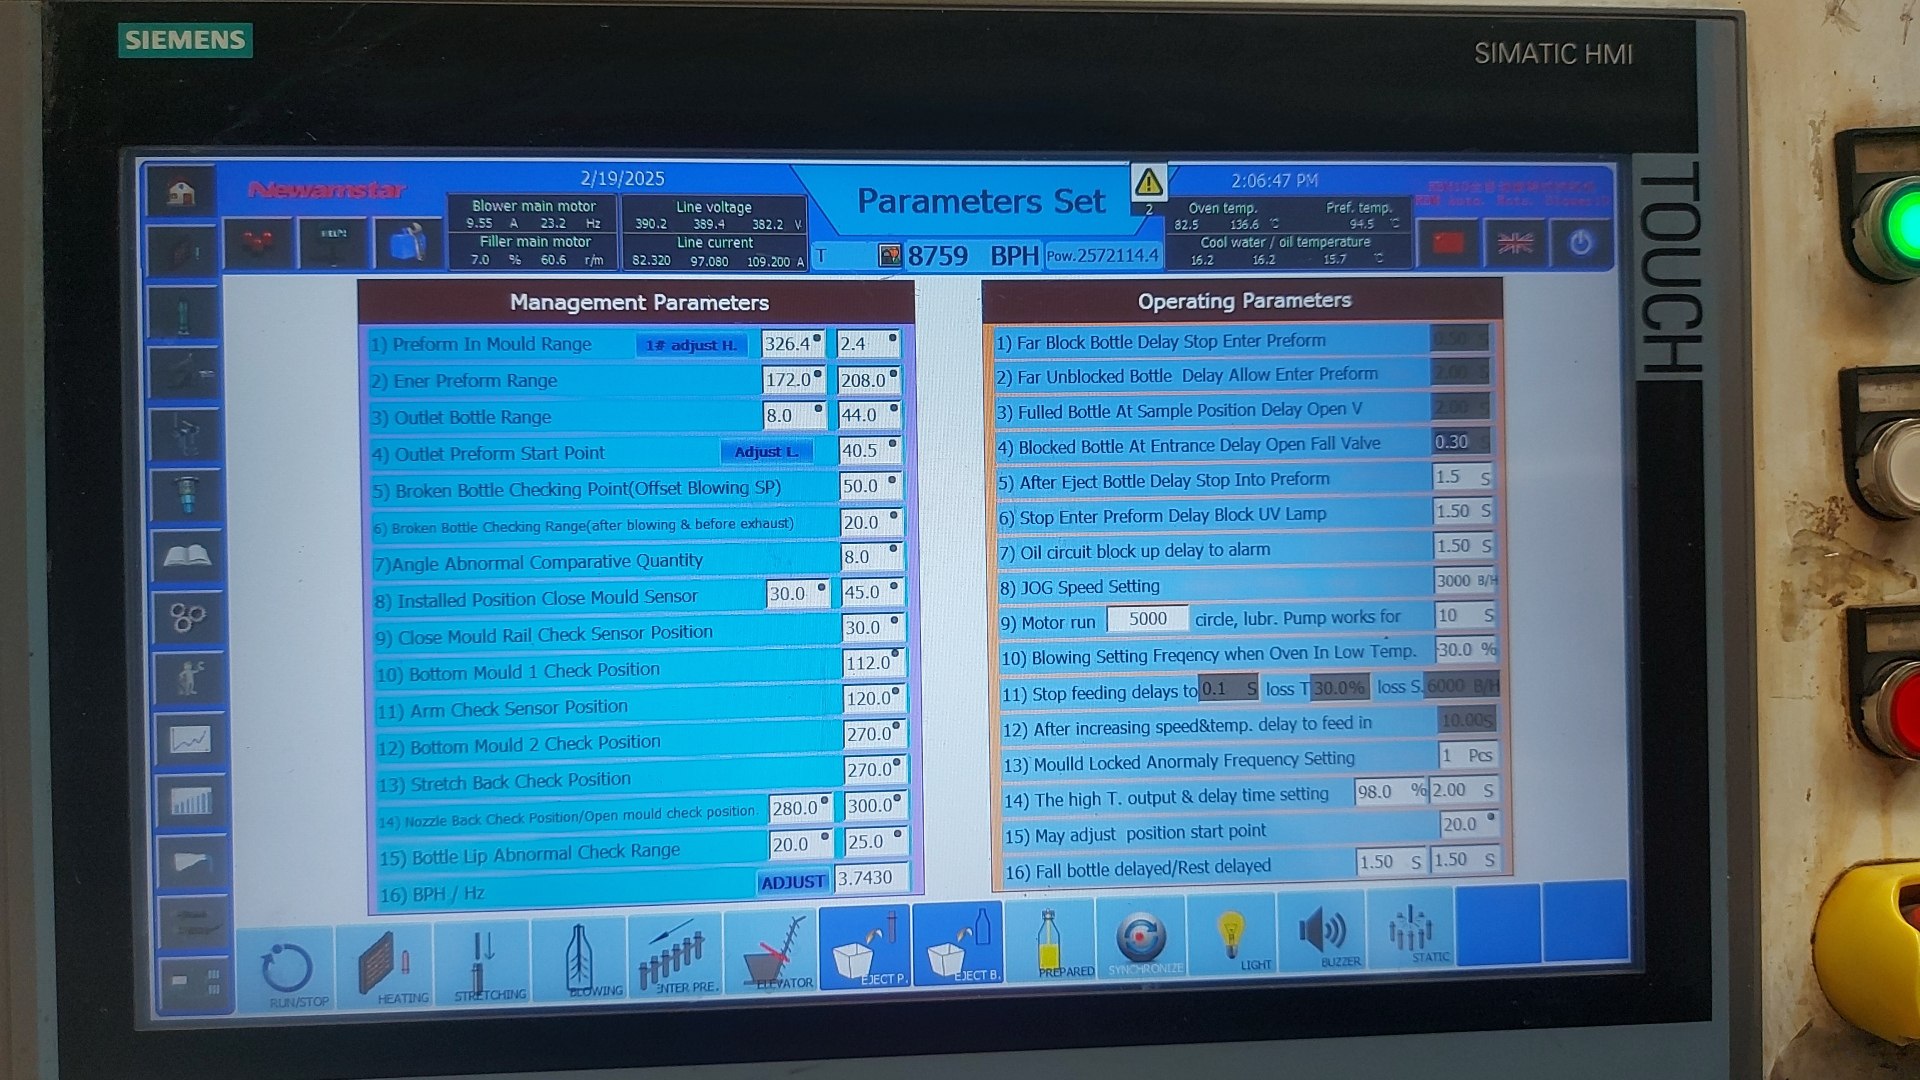 SIEMENS
SIMATIC HMI
TOUCH
Newamstar
2/19/2025
Parameters Set
2
2:06:47 PM
Blower main motor
9.55 A 23.2 Hz
Filler main motor
7.0 % 60.6 r/m
Line voltage
390.2 389.4 382.2 V
Line current
82.320 97.080 109.200 A
T
8759 BPH
Pow.2572114.4
Oven temp. Pref. temp.
82.5 136.6 ℃ 94.5 ℃
Cool water / oil temperature
16.2 16.2 15.7 ℃
HELP!
Management Parameters
1) Preform In Mould Range 1# adjust H. 326.4° 2.4 °
2) Ener Preform Range 172.0° 208.0°
3) Outlet Bottle Range 8.0 ° 44.0 °
4) Outlet Preform Start Point Adjust L. 40.5 °
5) Broken Bottle Checking Point(Offset Blowing SP) 50.0 °
6) Broken Bottle Checking Range(after blowing & before exhaust) 20.0 °
7)Angle Abnormal Comparative Quantity 8.0 °
8) Installed Position Close Mould Sensor 30.0 ° 45.0 °
9) Close Mould Rail Check Sensor Position 30.0 °
10) Bottom Mould 1 Check Position 112.0°
11) Arm Check Sensor Position 120.0°
12) Bottom Mould 2 Check Position 270.0°
13) Stretch Back Check Position 270.0°
14) Nozzle Back Check Position/Open mould check position 280.0° 300.0°
15) Bottle Lip Abnormal Check Range 20.0 ° 25.0 °
16) BPH / Hz ADJUST 3.7430
Operating Parameters
1) Far Block Bottle Delay Stop Enter Preform
2) Far Unblocked Bottle Delay Allow Enter Preform 2.00 S
3) Fulled Bottle At Sample Position Delay Open V 2.00 S
4) Blocked Bottle At Entrance Delay Open Fall Valve 0.30 S
5) After Eject Bottle Delay Stop Into Preform 1.5 S
6) Stop Enter Preform Delay Block UV Lamp 1.50 S
7) Oil circuit block up delay to alarm 1.50 S
8) JOG Speed Setting 3000 B/H
9) Motor run 5000 circle, lubr. Pump works for 10 S
10) Blowing Setting Freqency when Oven In Low Temp. -30.0 %
11) Stop feeding delays to 0.1 S loss T 30.0% loss S. 6000 B/H
12) After increasing speed&temp. delay to feed in 10.00S
13) Moulld Locked Anormaly Frequency Setting 1 Pcs
14) The high T. output & delay time setting 98.0 % 2.00 S
15) May adjust position start point 20.0 °
16) Fall bottle delayed/Rest delayed 1.50 S 1.50 S
RUN/STOP
HEATING
STRETCHING
BLOWING
ENTER PRE.
ELEVATOR
EJECT P.
EJECT B.
PREPARED
SYNCHRONIZE
LIGHT
BUZZER
STATIC